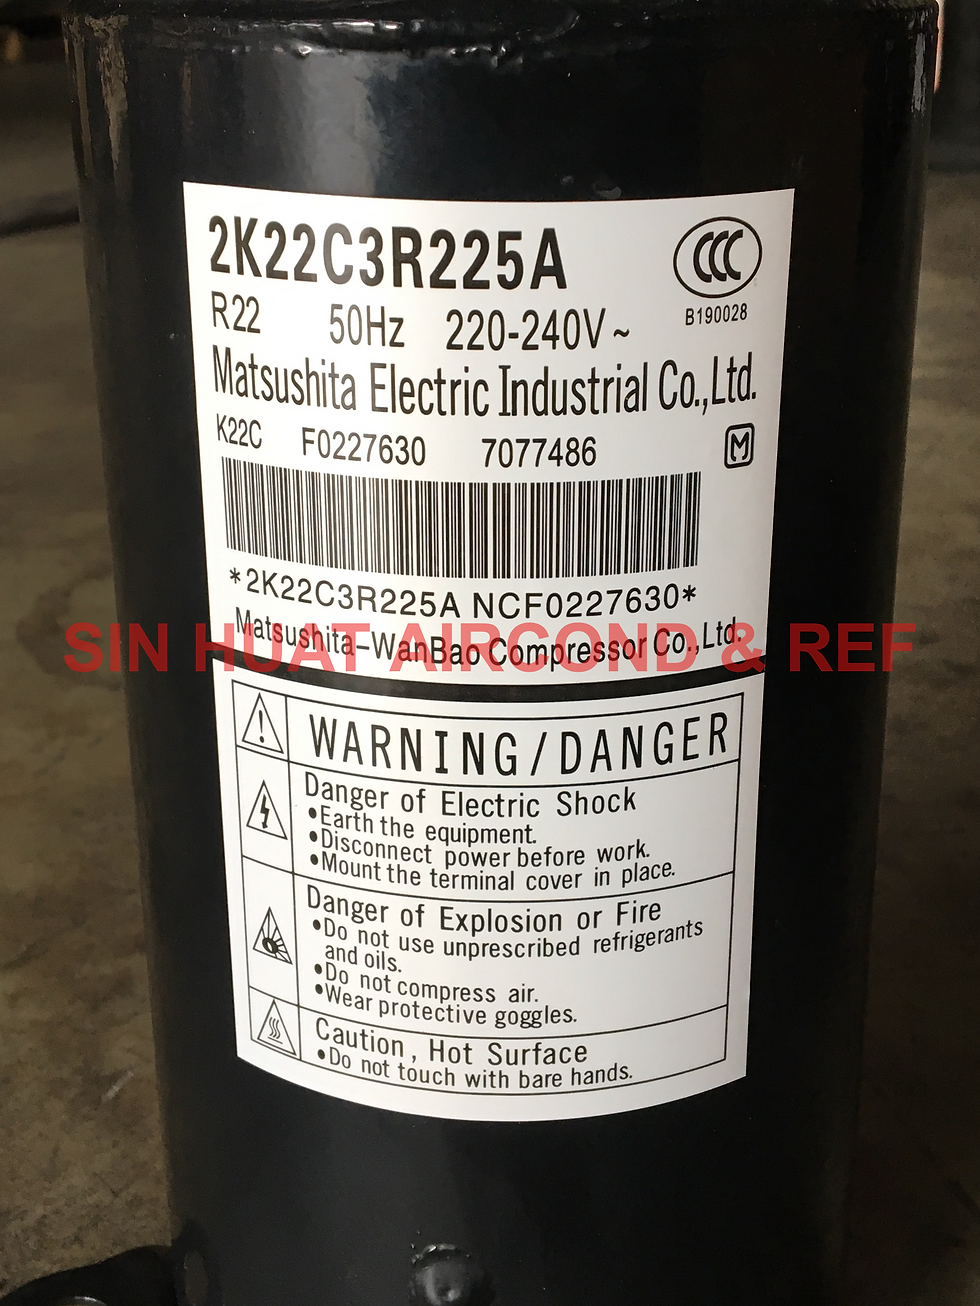 2K22C3R225A
CCC
R22 50Hz 220-240V~
B190028
Matsushita Electric Industrial Co.,Ltd.
K22C F0227630 7077486
M
*2K22C3R225A NCF0227630*
Matsushita-WanBao Compressor Co.,Ltd.
SIN HUAT AIRCOND & REF
WARNING/DANGER
Danger of Electric Shock
•Earth the equipment.
•Disconnect power before work.
•Mount the terminal cover in place.
Danger of Explosion or Fire
•Do not use unprescribed refrigerants
and oils.
•Do not compress air.
•Wear protective goggles.
Caution, Hot Surface
•Do not touch with bare hands.